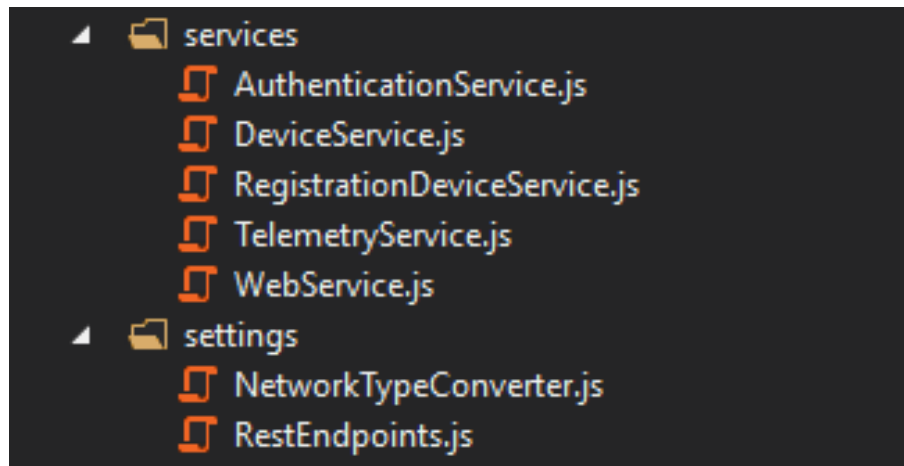 services
AuthenticationService.js
DeviceService.js
RegistrationDeviceService.js
TelemetryService.js
WebService.js
settings
NetworkTypeConverter.js
RestEndpoints.js